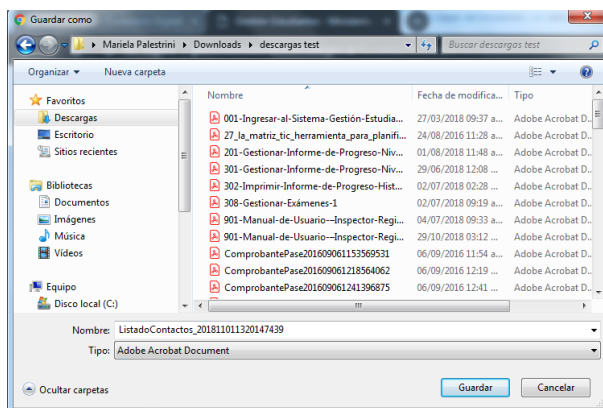 Guardar como
Mariela Palestrini ▸ Downloads ▸ descargas test
Buscar descargas test
Organizar
Nueva carpeta
Nombre
Fecha de modifica...
Tipo
Favoritos
Descargas
Escritorio
Sitios recientes
Bibliotecas
Documentos
Imágenes
Música
Vídeos
Equipo
Disco local (C:)
001-Ingresar-al-Sistema-Gestión-Estudia... 27/03/2018 09:37 a... Adobe Acrobat D...
27_la_matriz_tic_herramienta_para_planifi... 24/08/2016 11:28 a... Adobe Acrobat D...
201-Gestionar-Informe-de-Progreso-Niv... 01/08/2018 11:48 a... Adobe Acrobat D...
301-Gestionar-Informe-de-Progreso-Niv... 29/06/2018 12:08 ... Adobe Acrobat D...
302-Imprimir-Informe-de-Progreso-Hist... 02/07/2018 02:28 ... Adobe Acrobat D...
308-Gestionar-Exámenes-1 02/07/2018 09:19 a... Adobe Acrobat D...
901-Manual-de-Usuario--Inspector-Regi... 04/07/2018 09:33 a... Adobe Acrobat D...
901-Manual-de-Usuario--Inspector-Regi... 29/10/2018 03:12 ... Adobe Acrobat D...
ComprobantePase201609061153569531 06/09/2016 11:54 a... Adobe Acrobat D...
ComprobantePase201609061218564062 06/09/2016 12:19 ... Adobe Acrobat D...
ComprobantePase201609061241396875 06/09/2016 12:41 ... Adobe Acrobat D...
Nombre: ListadoContactos_201811011320147439
Tipo: Adobe Acrobat Document
Ocultar carpetas
Guardar
Cancelar